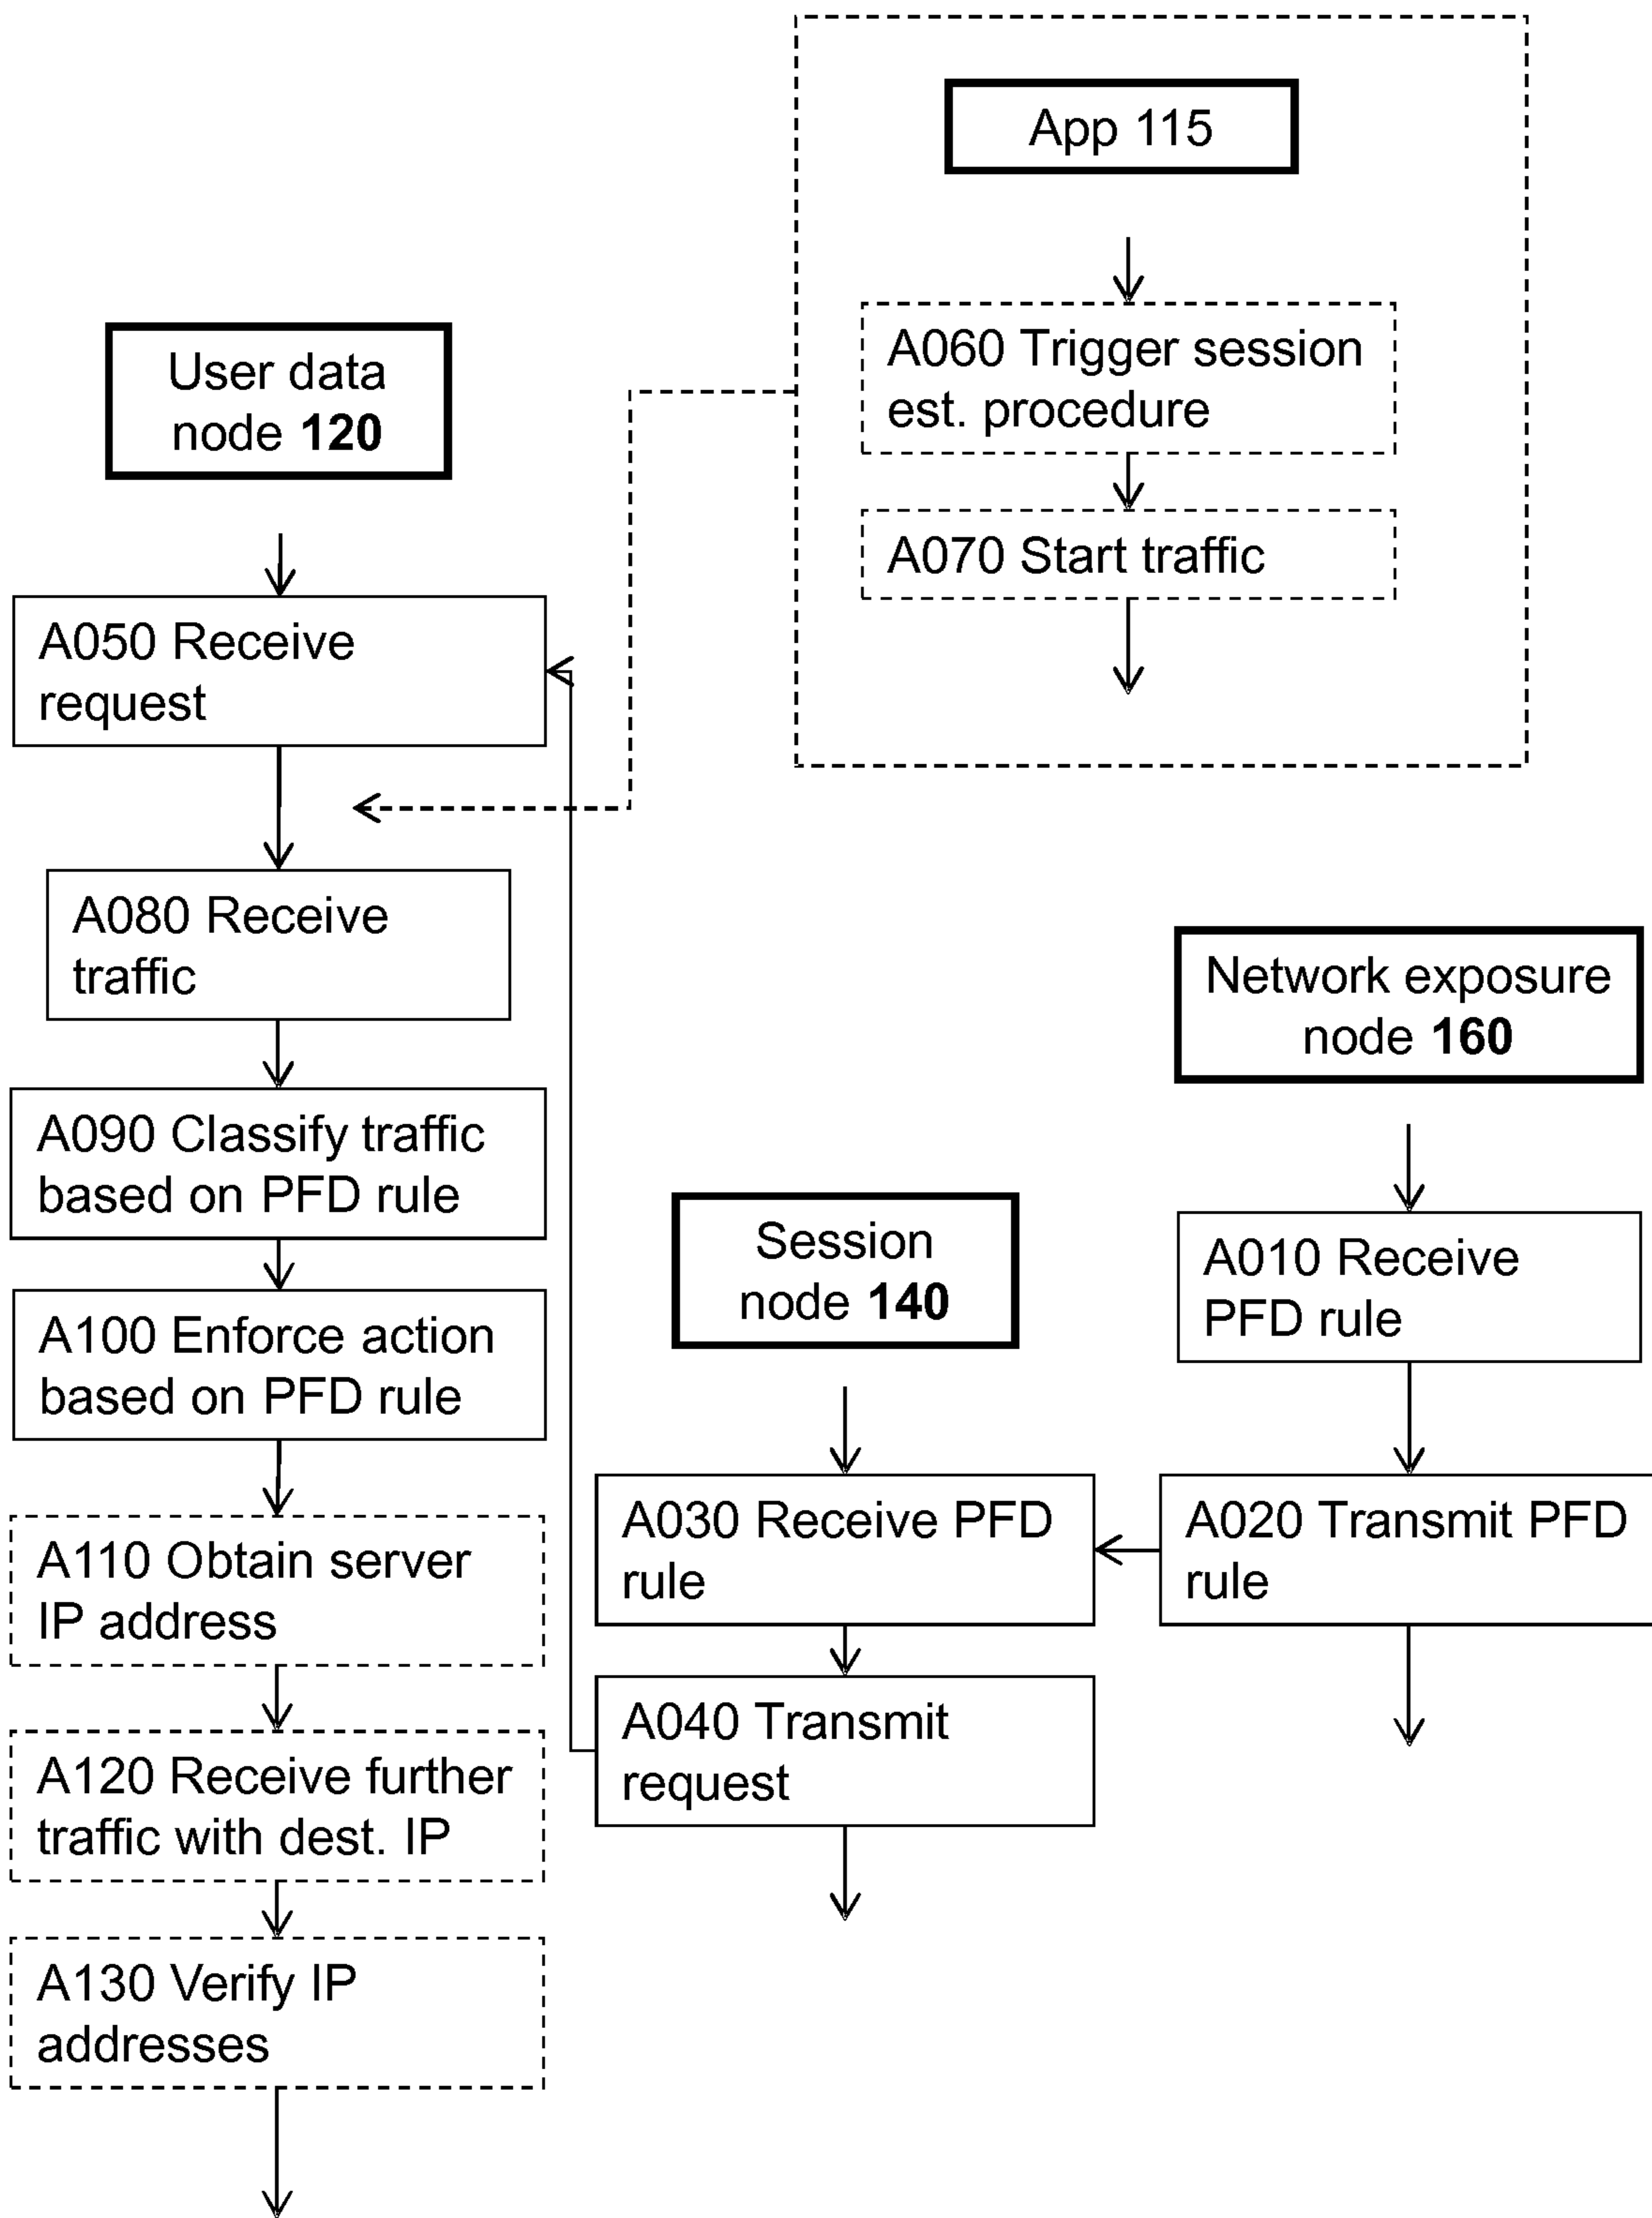 App 115
A060 Trigger session
est. procedure
A070 Start traffic
User data
node 120
A050 Receive
request
A080 Receive
traffic
A090 Classify traffic
based on PFD rule
A100 Enforce action
based on PFD rule
A110 Obtain server
IP address
A120 Receive further
traffic with dest. IP
A130 Verify IP
addresses
Session
node 140
A030 Receive PFD
rule
A040 Transmit
request
Network exposure
node 160
A010 Receive
PFD rule
A020 Transmit PFD
rule